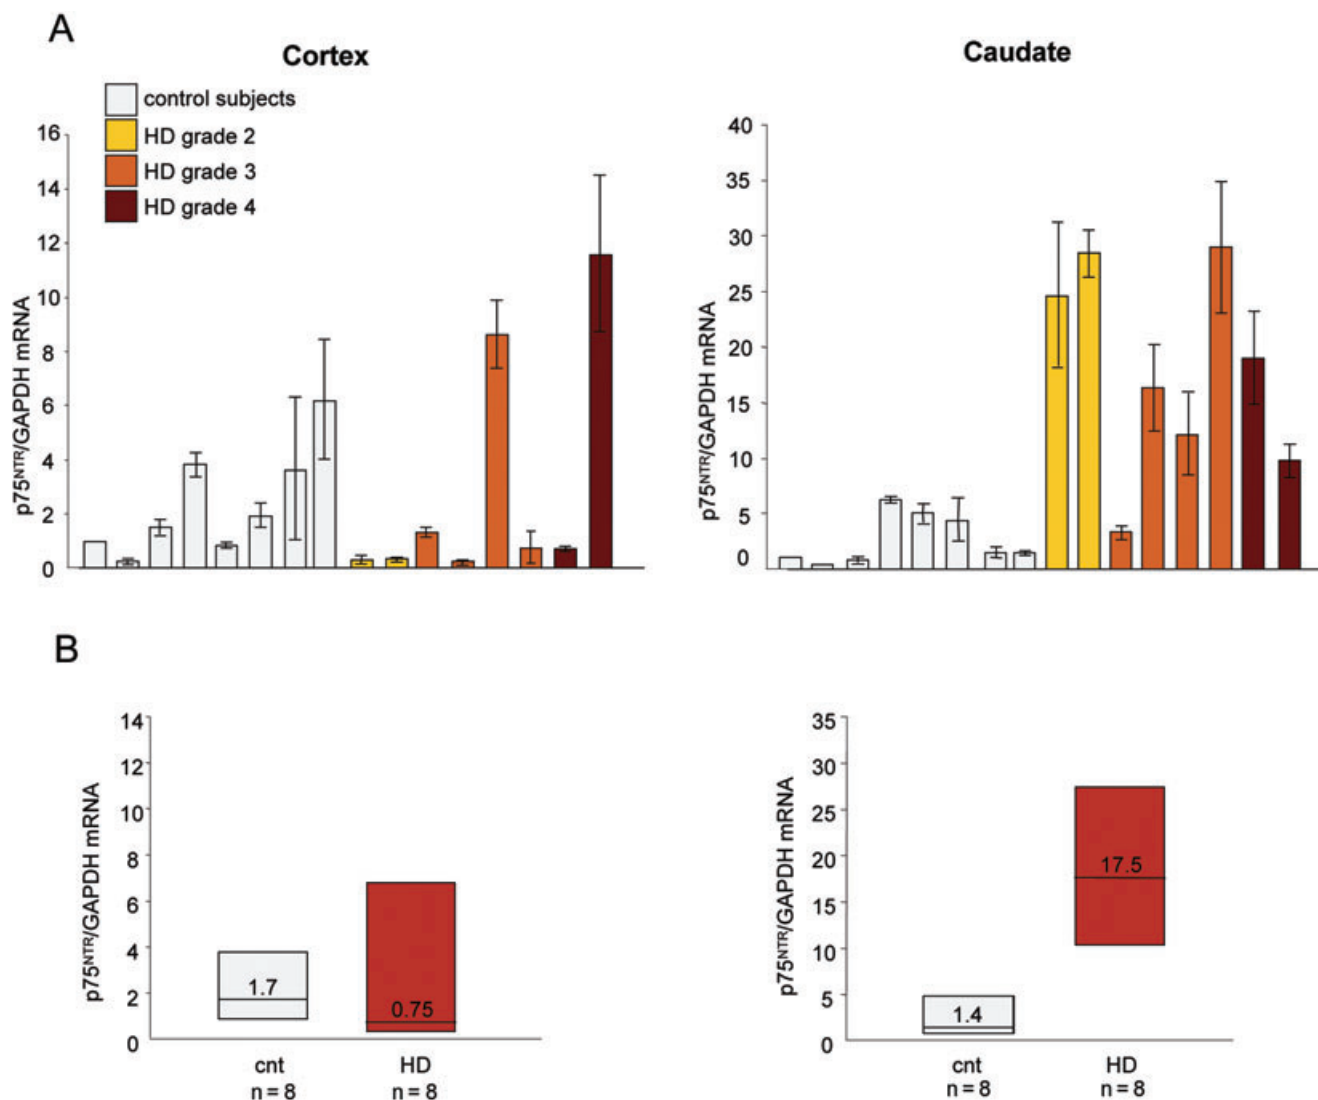 A
Cortex
control subjects
HD grade 2
HD grade 3
HD grade 4
p75NTR/GAPDH mRNA
16
14
12
10
8
6
4
2
0
Caudate
p75NTR/GAPDH mRNA
40
35
30
25
20
15
10
5
0
B
p75NTR/GAPDH mRNA
14
12
10
8
6
4
2
0
1.7
0.75
cnt HD
n = 8 n = 8
p75NTR/GAPDH mRNA
35
30
25
20
15
10
5
0
17.5
1.4
cnt HD
n = 8 n = 8